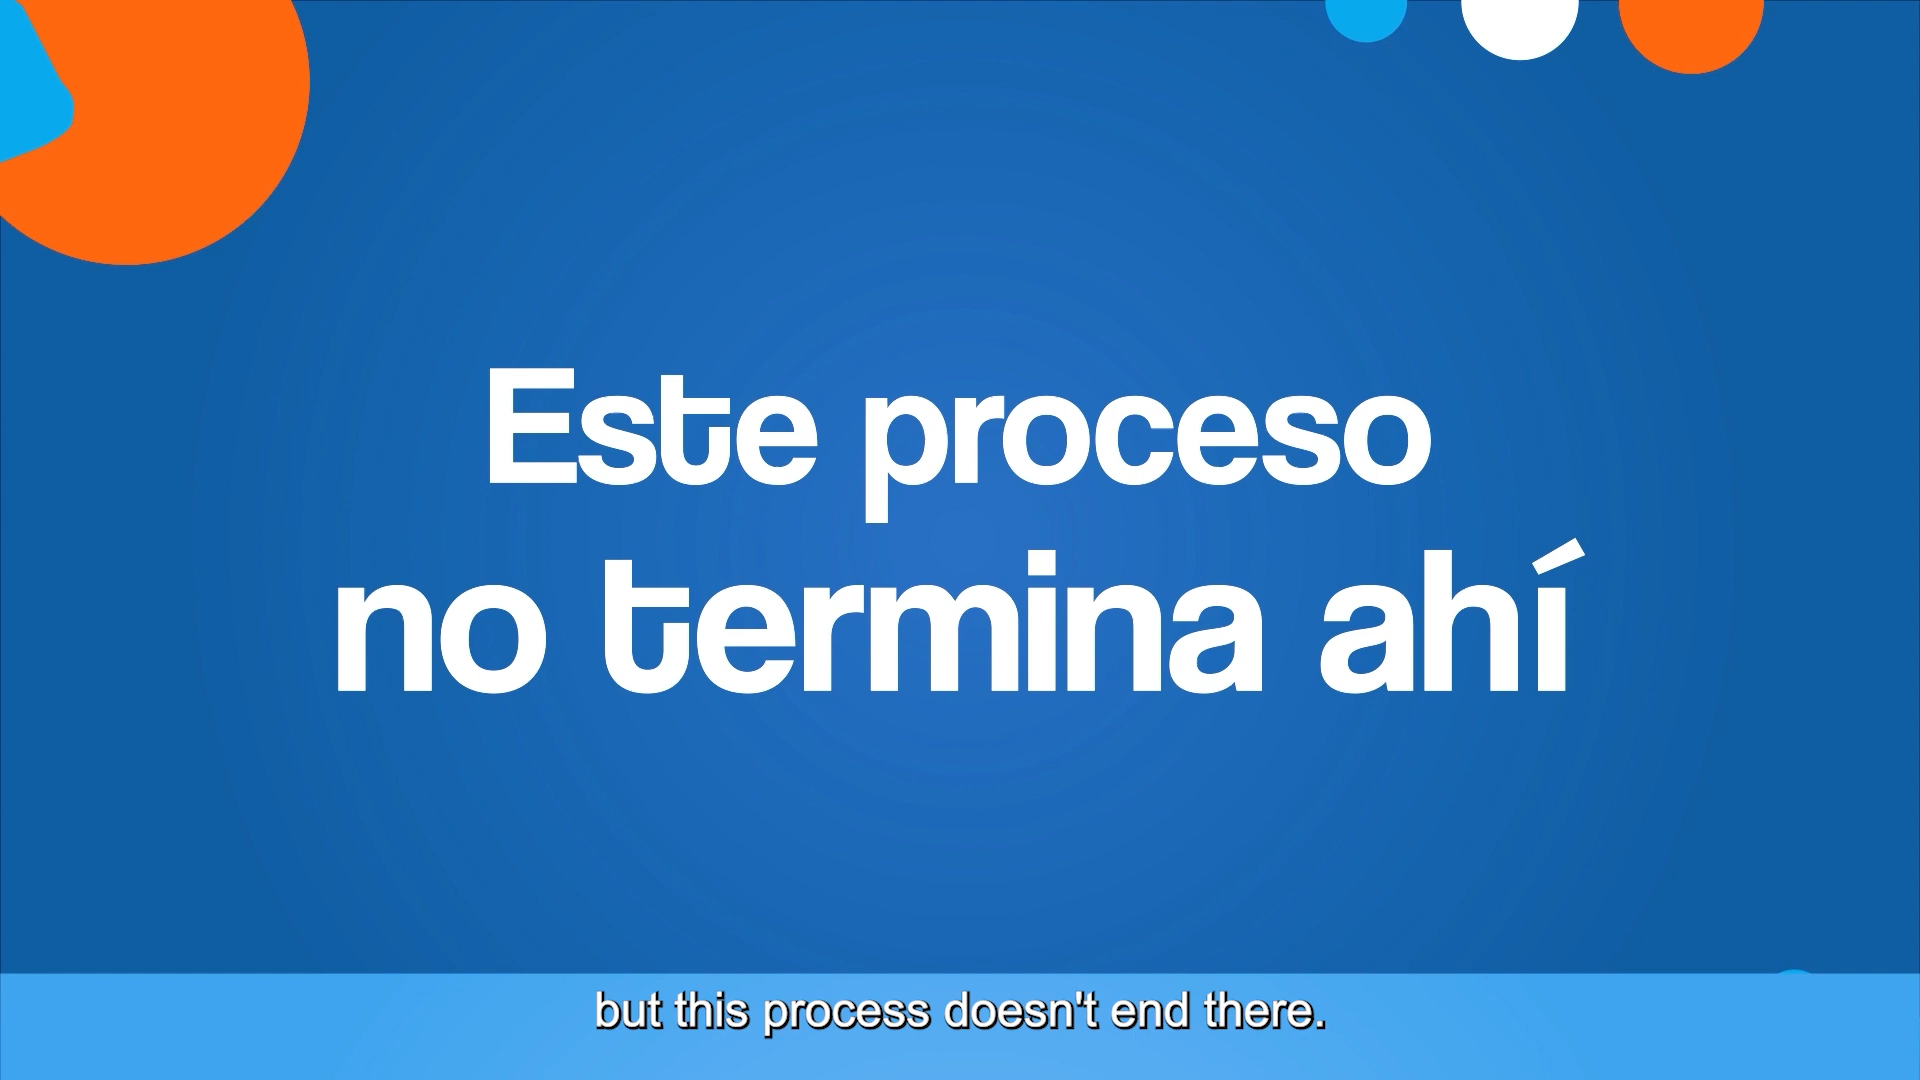 Este proceso
no termina ahí
but this process doesn't end there.